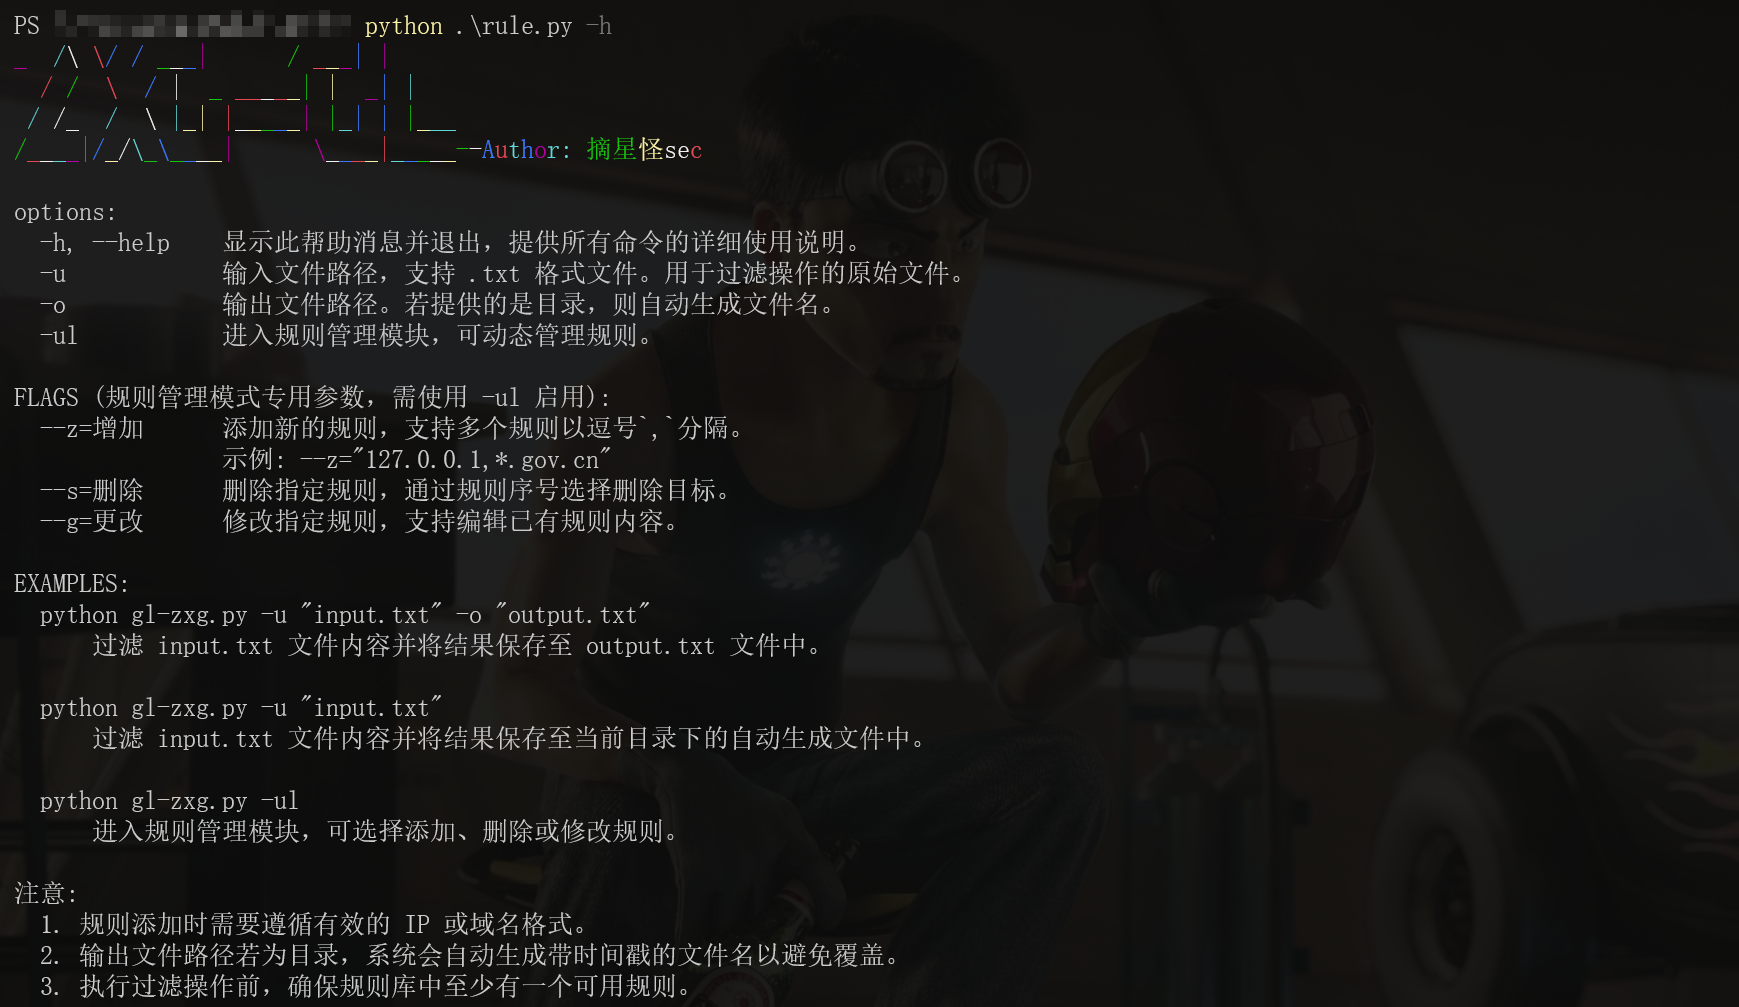 PS python .\rule.py -h
--Author: 摘星怪sec
options:
-h, --help 显示此帮助消息并退出，提供所有命令的详细使用说明。
-u 输入文件路径，支持 .txt 格式文件。用于过滤操作的原始文件。
-o 输出文件路径。若提供的是目录，则自动生成文件名。
-ul 进入规则管理模块，可动态管理规则。
FLAGS (规则管理模式专用参数，需使用 -ul 启用):
--z=增加 添加新的规则，支持多个规则以逗号`,`分隔。
示例: --z="127.0.0.1,*.gov.cn"
--s=删除 删除指定规则，通过规则序号选择删除目标。
--g=更改 修改指定规则，支持编辑已有规则内容。
EXAMPLES:
python gl-zxg.py -u "input.txt" -o "output.txt"
过滤 input.txt 文件内容并将结果保存至 output.txt 文件中。
python gl-zxg.py -u "input.txt"
过滤 input.txt 文件内容并将结果保存至当前目录下的自动生成文件中。
python gl-zxg.py -ul
进入规则管理模块，可选择添加、删除或修改规则。
注意:
1. 规则添加时需要遵循有效的 IP 或域名格式。
2. 输出文件路径若为目录，系统会自动生成带时间戳的文件名以避免覆盖。
3. 执行过滤操作前，确保规则库中至少有一个可用规则。